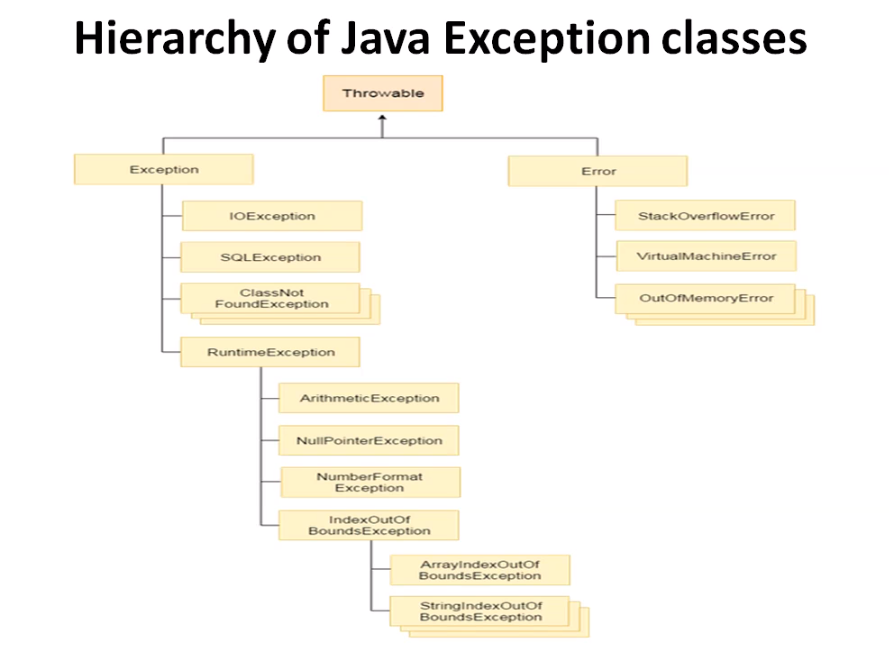 Hierarchy of Java Exception classes
Throwable
Exception
IOException
SQLException
ClassNot
FoundException
RuntimeException
ArithmeticException
NullPointerException
NumberFormat
Exception
IndexOutOf
BoundsException
ArrayIndexOutOf
BoundsException
StringIndexOutOf
BoundsException
Error
StackOverflowError
VirtualMachineError
OutOfMemoryError